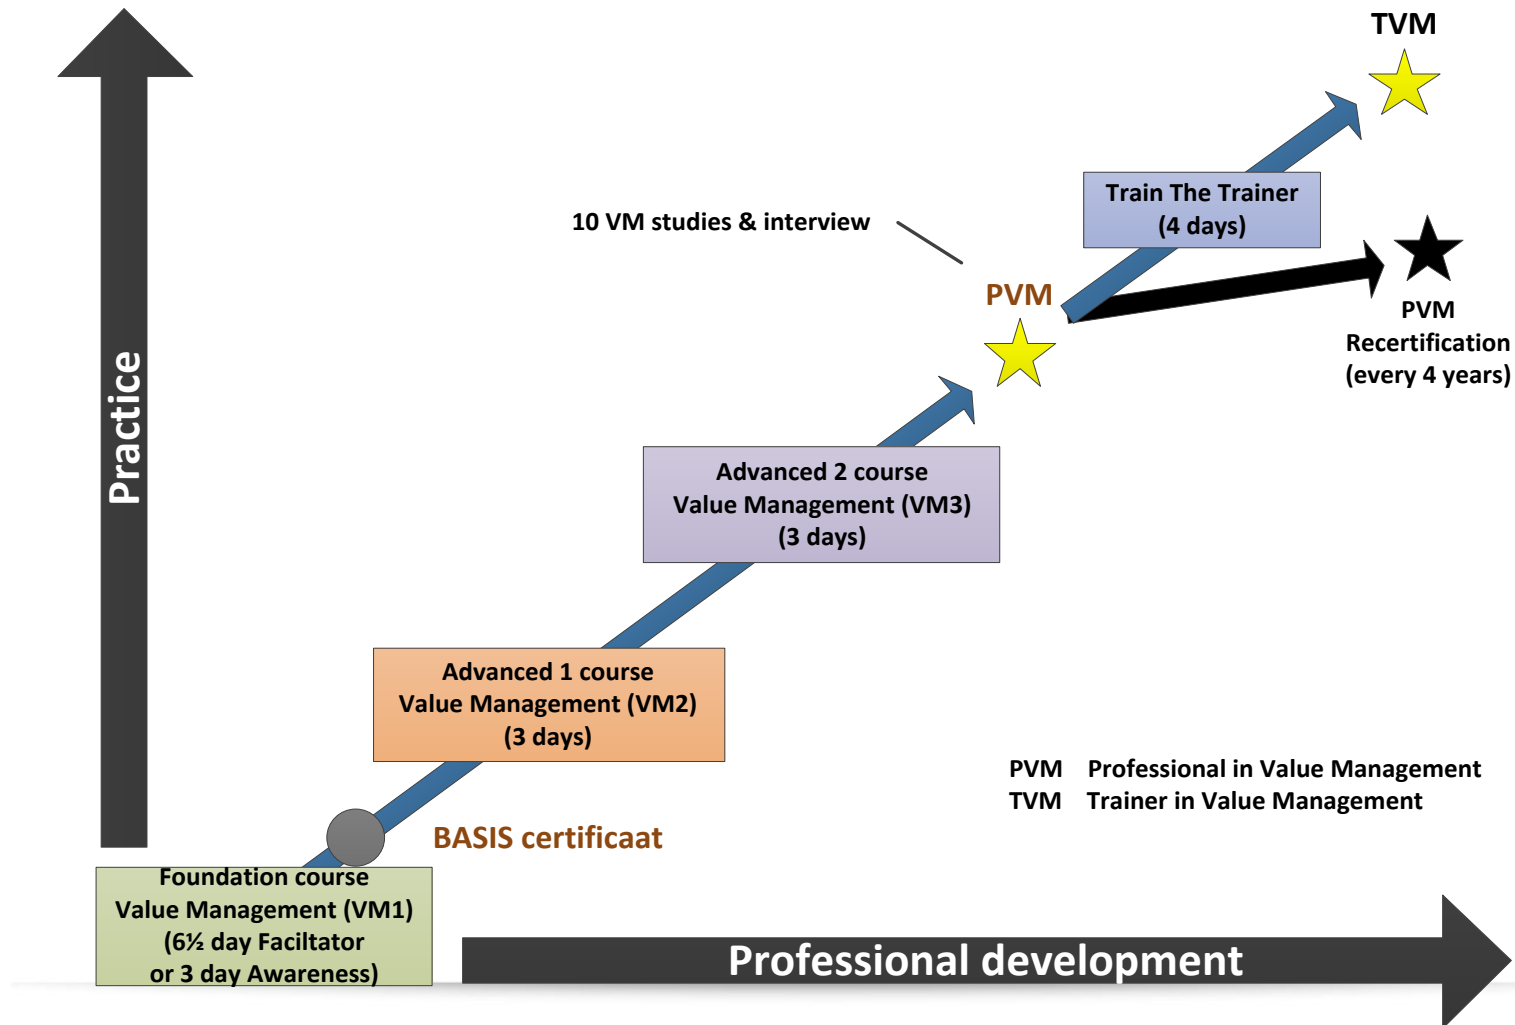 TVM
Train The Trainer
(4 days)
10 VM studies & interview
PVM
PVM
Recertification
(every 4 years)
Practice
Advanced 2 course
Value Management (VM3)
(3 days)
Advanced 1 course
Value Management (VM2)
(3 days)
PVM Professional in Value Management
TVM Trainer in Value Management
BASIS certificaat
Foundation course
Value Management (VM1)
(6½ day Faciltator
or 3 day Awareness)
Professional development